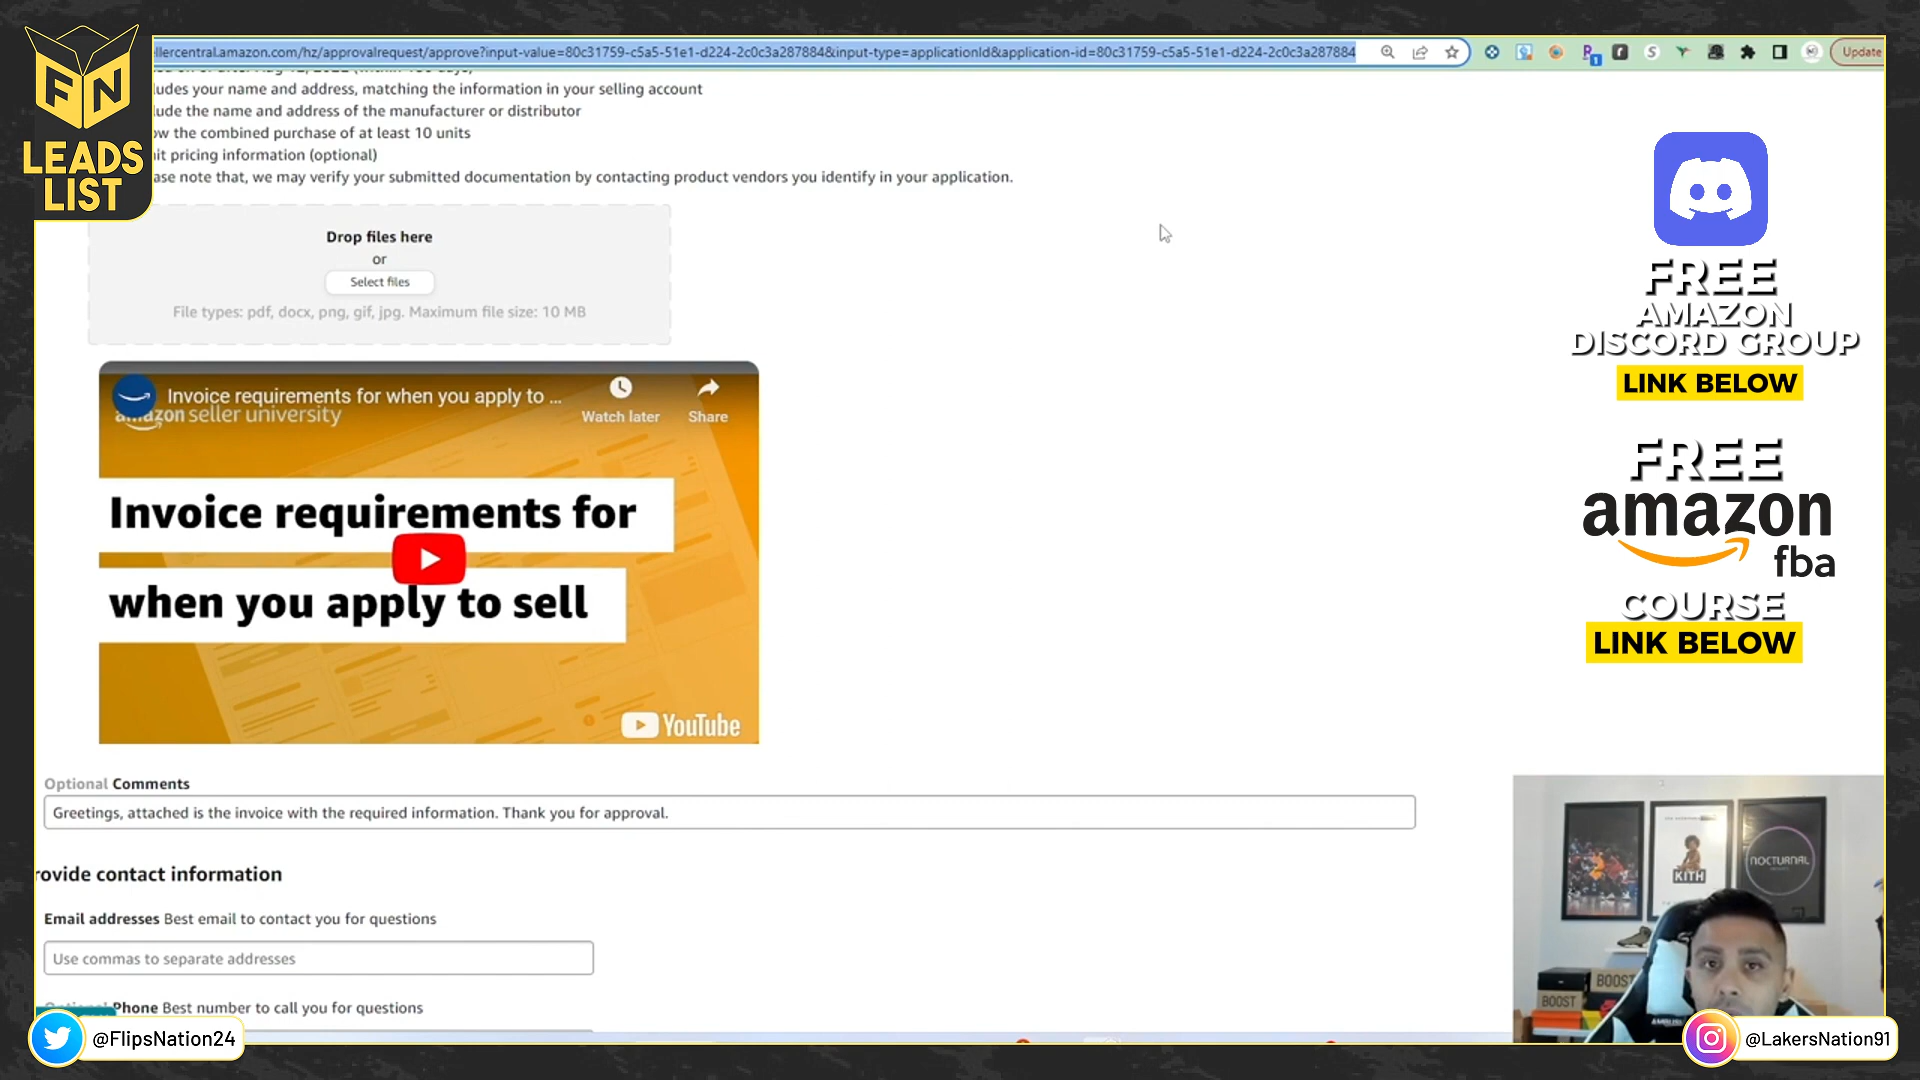 FN
LEADS
LIST
ellercentral.amazon.com/hz/approvalrequest/approve?input-value=80c31759-c5a5-51e1-d224-2c0c3a287884&input-type=applicationId&application-id=80c31759-c5a5-51e1-d224-2c0c3a287884
Update
ludes your name and address, matching the information in your selling account
lude the name and address of the manufacturer or distributor
ow the combined purchase of at least 10 units
it pricing information (optional)
ase note that, we may verify your submitted documentation by contacting product vendors you identify in your application.
Drop files here
or
Select files
File types: pdf, docx, png, gif, jpg. Maximum file size: 10 MB
Invoice requirements for when you apply to ...
amazon seller university
Watch later
Share
Invoice requirements for
when you apply to sell
YouTube
Optional Comments
Greetings, attached is the invoice with the required information. Thank you for approval.
rovide contact information
Email addresses Best email to contact you for questions
Use commas to separate addresses
Optional Phone Best number to call you for questions
@FlipsNation24
FREE
AMAZON
DISCORD GROUP
LINK BELOW
FREE
amazon
fba
COURSE
LINK BELOW
KITH
NOCTURNAL
BOOST
BOOST
@LakersNation91